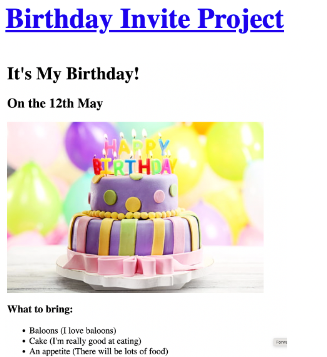 Birthday Invite Project
It's My Birthday!
On the 12th May
HAPPY
BIRTHDAY
What to bring:
Baloons (I love baloons)
Cake (I'm really good at eating)
An appetite (There will be lots of food)